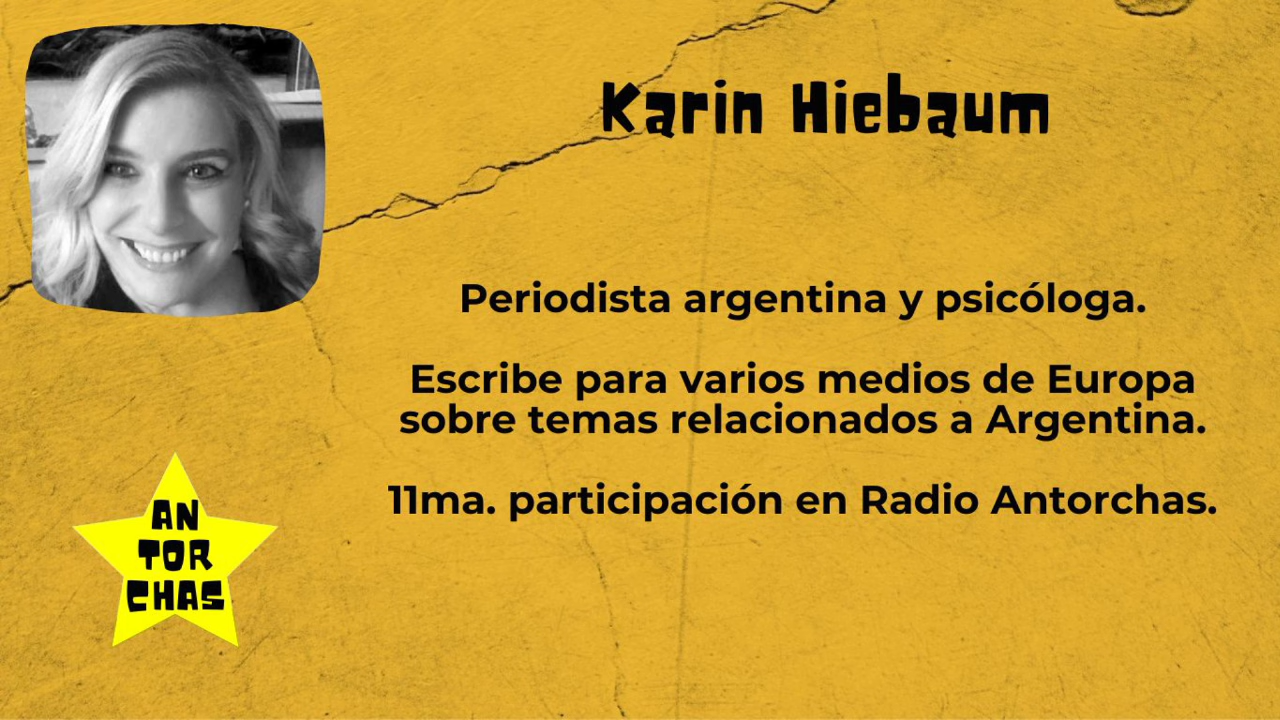 Karin Hiebaum
Periodista argentina y psicóloga.
Escribe para varios medios de Europa
sobre temas relacionados a Argentina.
11ma. participación en Radio Antorchas.
AN
TOR
CHAS